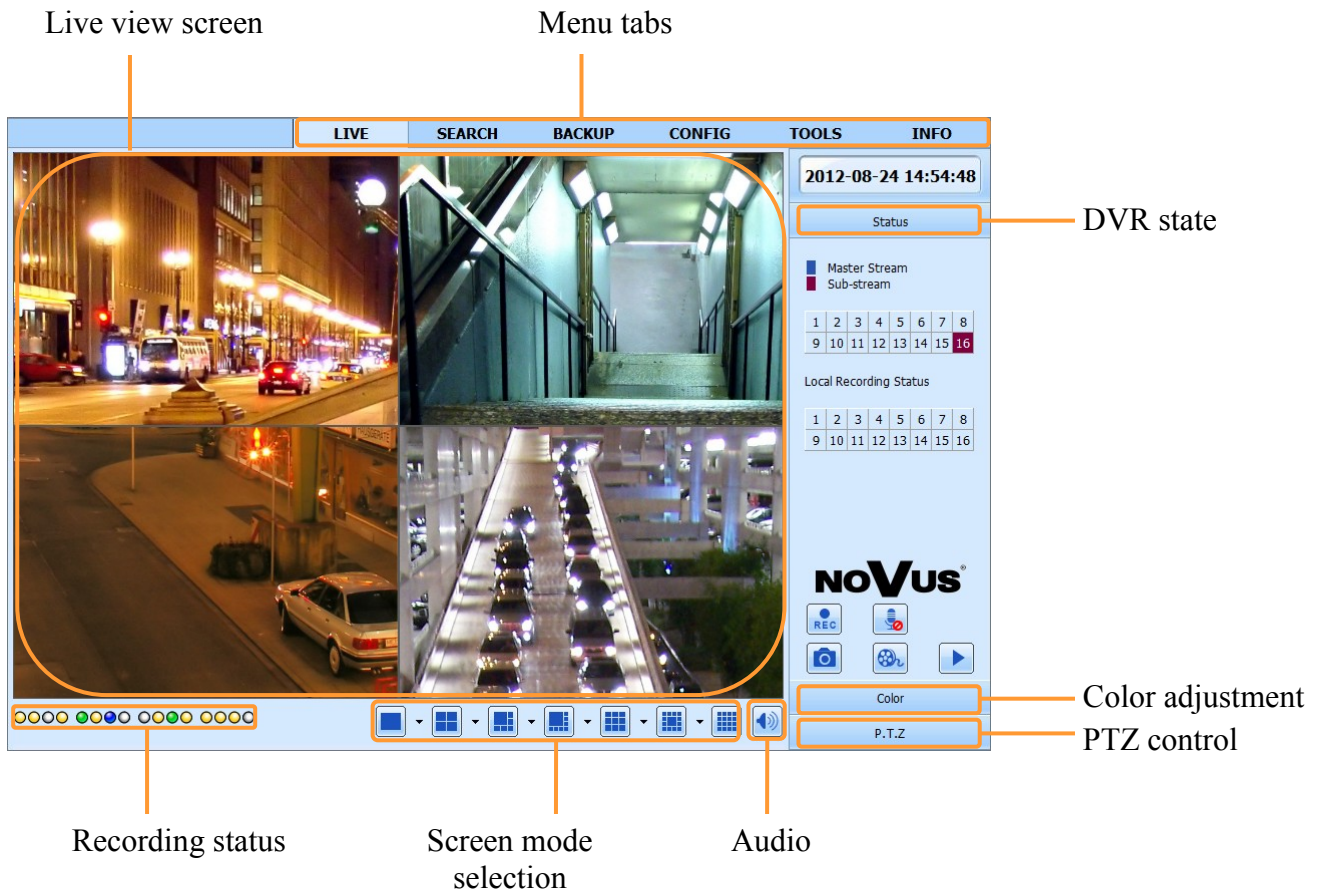 Live view screen
Menu tabs
LIVE SEARCH BACKUP CONFIG TOOLS INFO
2012-08-24 14:54:48
Status
DVR state
Master Stream
Sub-stream
1 2 3 4 5 6 7 8
9 10 11 12 13 14 15 16
Local Recording Status
1 2 3 4 5 6 7 8
9 10 11 12 13 14 15 16
NOVUS®
REC
Color
Color adjustment
P.T.Z
PTZ control
Recording status
Screen mode
selection
Audio